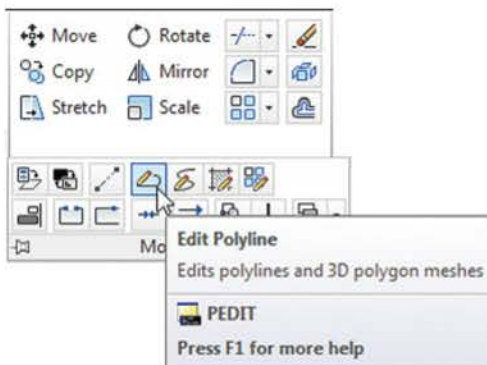 Move Rotate
Copy Mirror
Stretch Scale
Mo
Edit Polyline
Edits polylines and 3D polygon meshes
PEDIT
Press F1 for more help